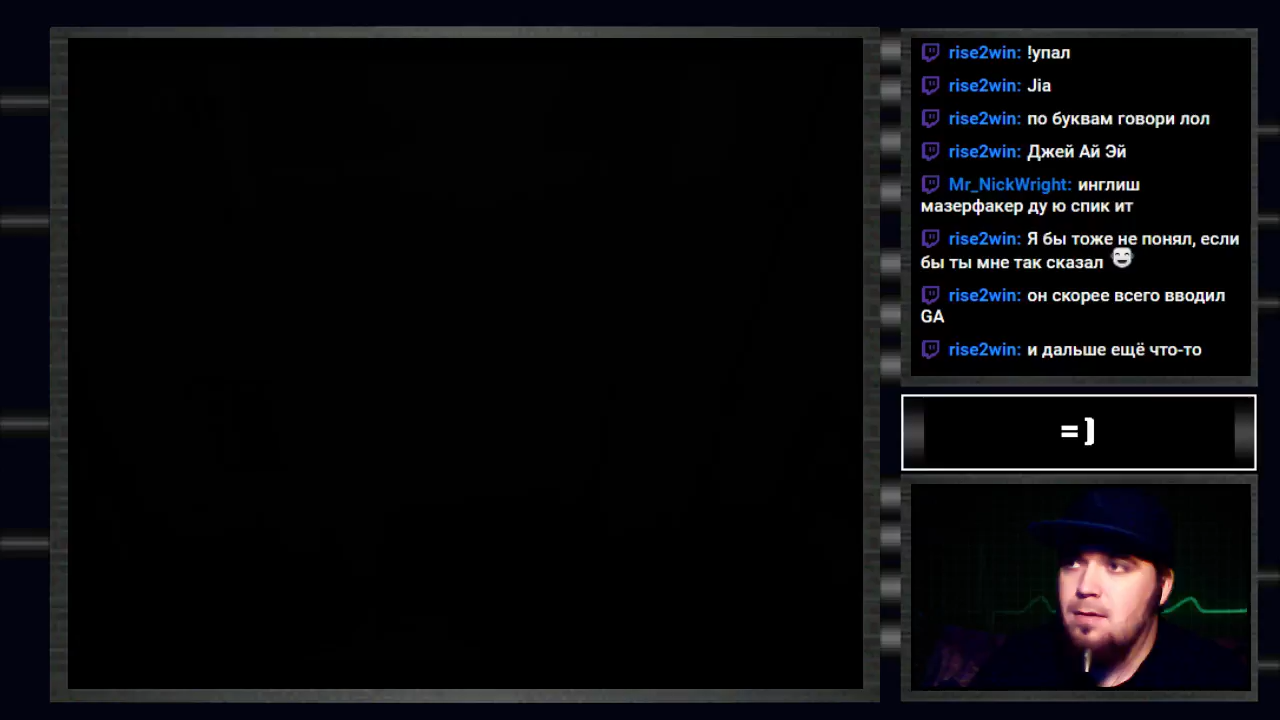 rise2win: !упал
rise2win: Jia
rise2win: по буквам говори лол
rise2win: Джей Ай Эй
Mr_NickWright: инглиш
мазерфакер ду ю спик ит
rise2win: Я бы тоже не понял, если
бы ты мне так сказал
rise2win: он скорее всего вводил
GA
rise2win: и дальше ещё что-то
=)